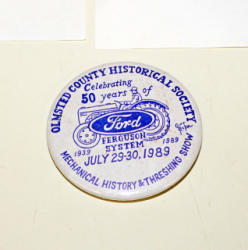 OLMSTED COUNTY HISTORICAL SOCIETY
Celebrating
50 years of
Ford
FERGUSON
SYSTEM
1939 1989
JULY 29-30, 1989
MECHANICAL HISTORY & THRESHING SHOW